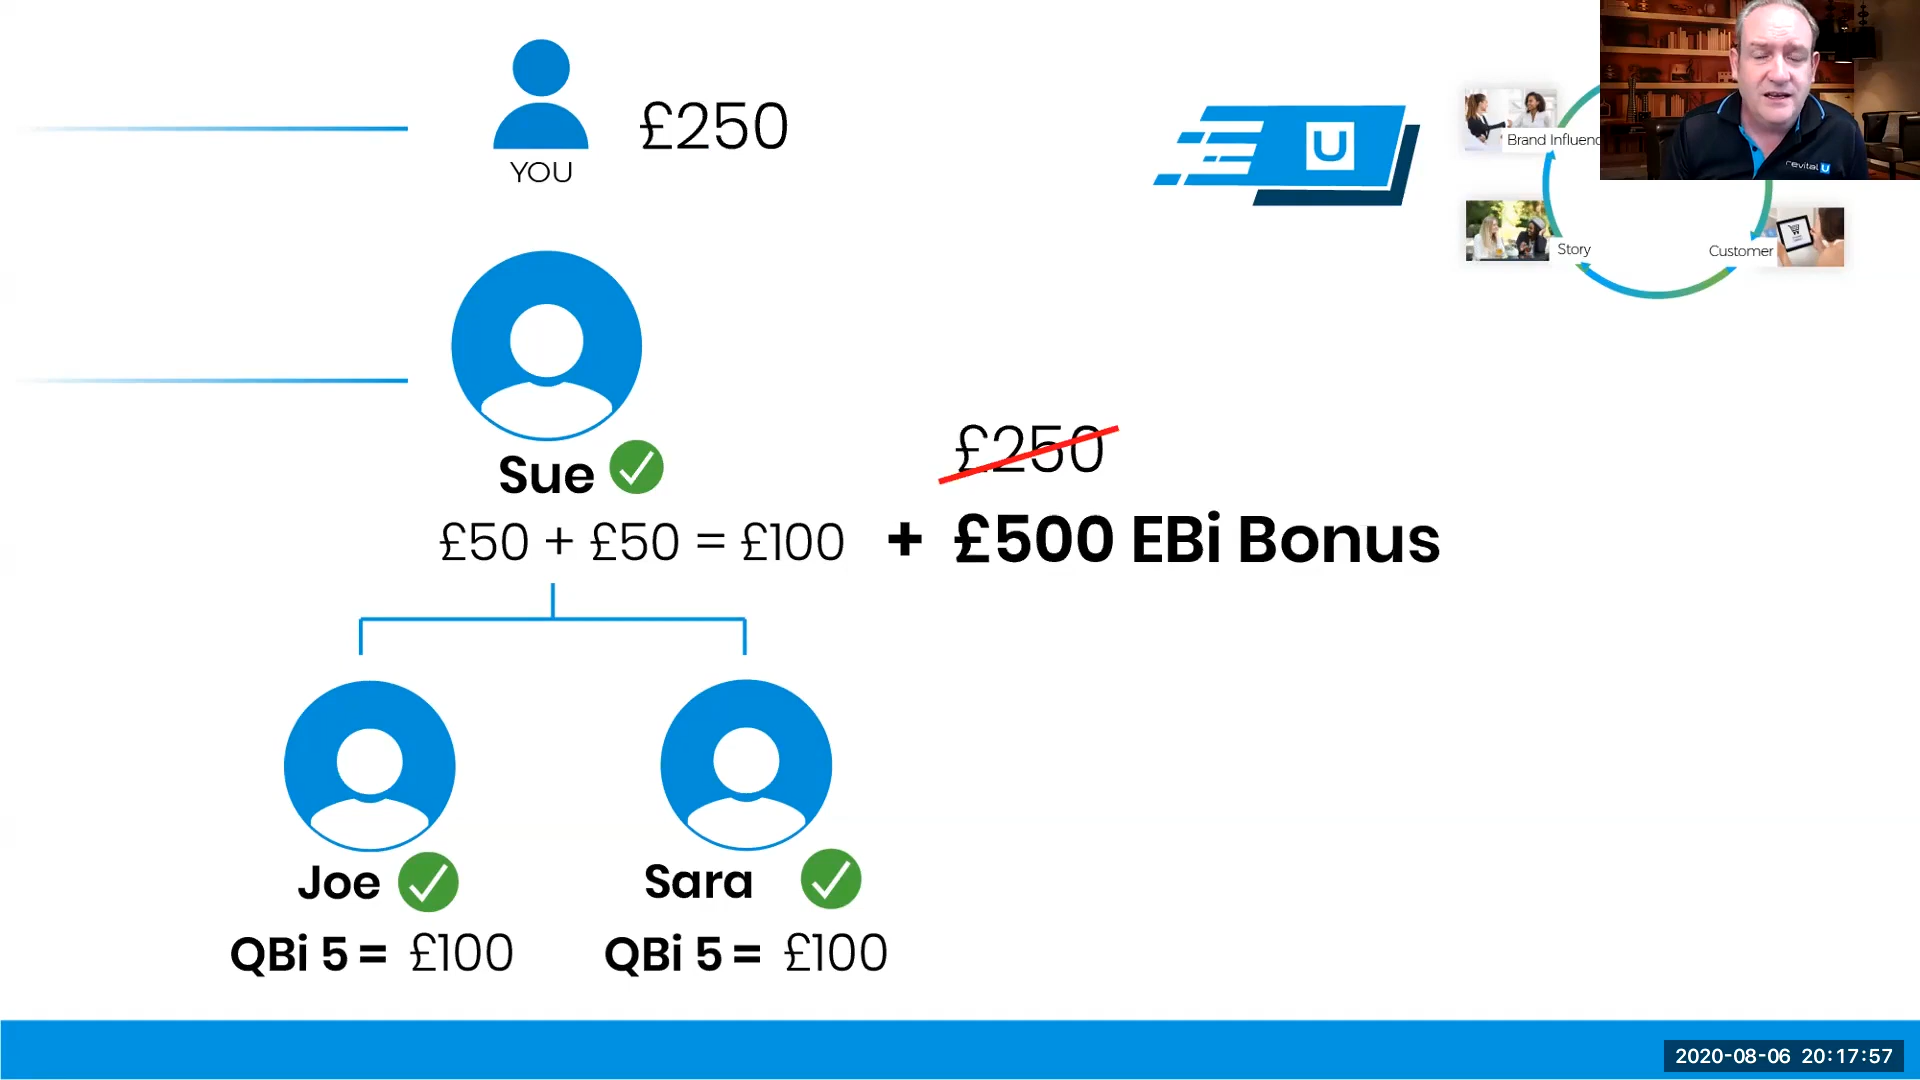 £250
YOU
U
Brand Influenc
revital U
Story
Customer
Sue
£250
£50 + £50 = £100 + £500 EBi Bonus
Joe
Sara
QBi 5 = £100
QBi 5 = £100
2020-08-06 20:17:57